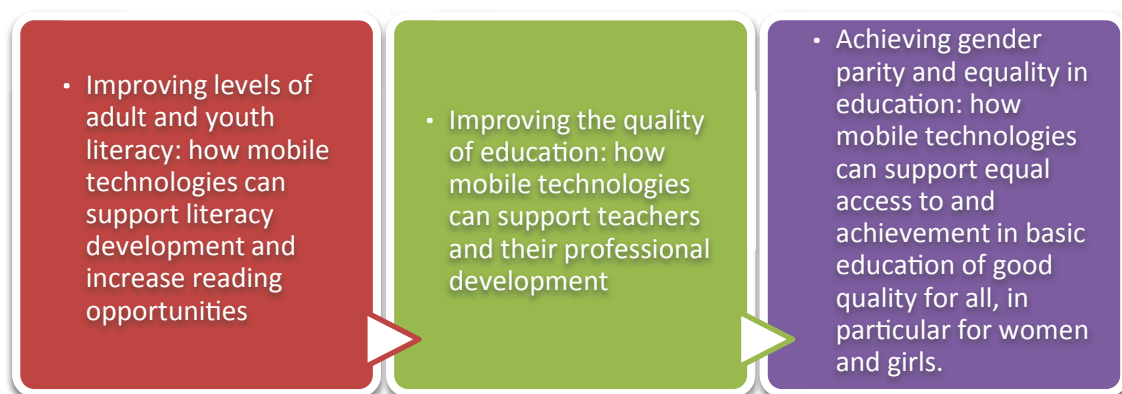 • Improving levels of
adult and youth
literacy: how mobile
technologies can
support literacy
development and
increase reading
opportunities
• Improving the quality
of education: how
mobile technologies
can support teachers
and their professional
development
• Achieving gender
parity and equality in
education: how
mobile technologies
can support equal
access to and
achievement in basic
education of good
quality for all, in
particular for women
and girls.